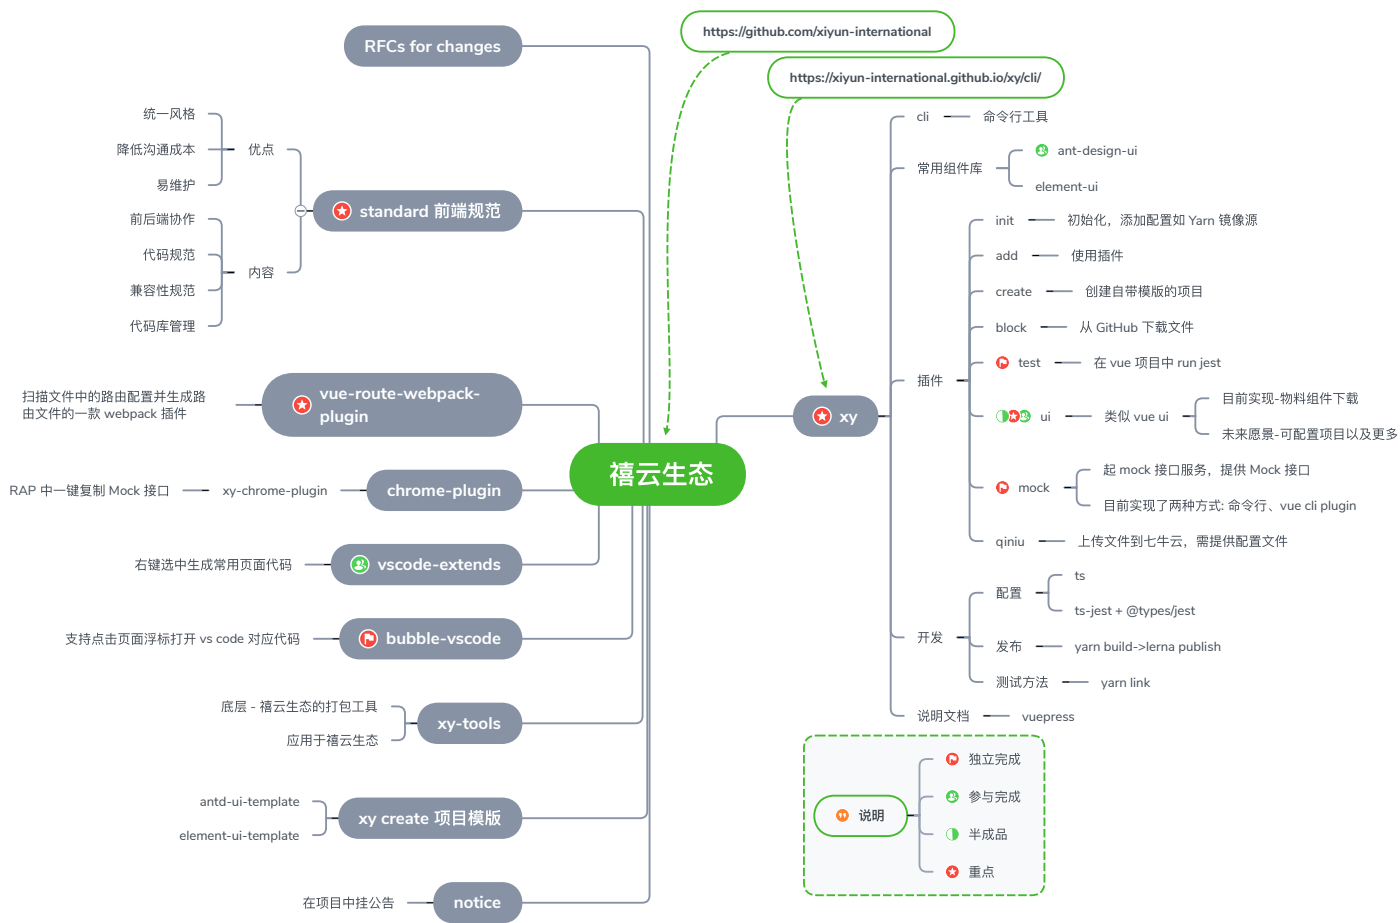 禧云生态
RFCs for changes
standard 前端规范
优点
统一风格
降低沟通成本
易维护
内容
前后端协作
代码规范
兼容性规范
代码库管理
vue-route-webpack-
plugin
扫描文件中的路由配置并生成路
由文件的一款 webpack 插件
chrome-plugin
xy-chrome-plugin
RAP 中一键复制 Mock 接口
vscode-extends
右键选中生成常用页面代码
bubble-vscode
支持点击页面浮标打开 vs code 对应代码
xy-tools
底层 - 禧云生态的打包工具
应用于禧云生态
xy create 项目模版
antd-ui-template
element-ui-template
notice
在项目中挂公告
https://github.com/xiyun-international
https://xiyun-international.github.io/xy/cli/
xy
cli
命令行工具
常用组件库
ant-design-ui
element-ui
插件
init
初始化，添加配置如 Yarn 镜像源
add
使用插件
create
创建自带模版的项目
block
从 GitHub 下载文件
test
在 vue 项目中 run jest
ui
类似 vue ui
目前实现-物料组件下载
未来愿景-可配置项目以及更多
mock
起 mock 接口服务，提供 Mock 接口
目前实现了两种方式: 命令行、vue cli plugin
qiniu
上传文件到七牛云，需提供配置文件
开发
配置
ts
ts-jest + @types/jest
发布
yarn build->lerna publish
测试方法
yarn link
说明文档
vuepress
说明
独立完成
参与完成
半成品
重点